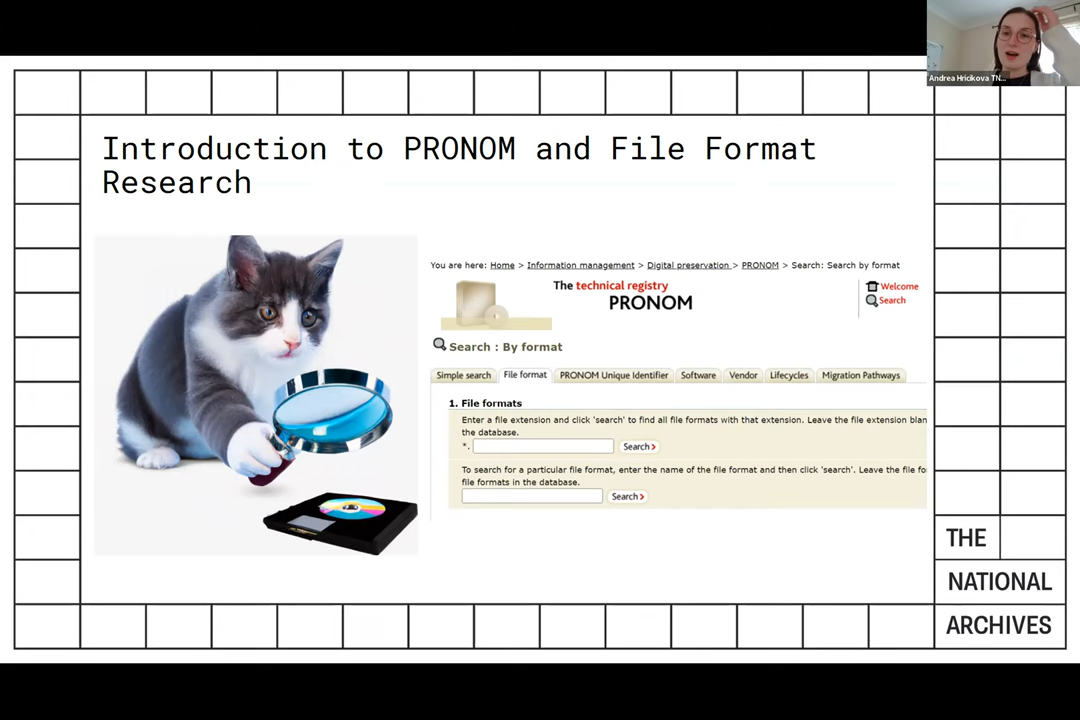 Andrea Hricikova TN...
Introduction to PRONOM and File Format
Research
You are here: Home > Information management > Digital preservation > PRONOM > Search: Search by format
The technical registry
PRONOM
Welcome
Search
Search : By format
Simple search File format PRONOM Unique Identifier Software Vendor Lifecycles Migration Pathways
1. File formats
Enter a file extension and click 'search' to find all file formats with that extension. Leave the file extension blan
the database.
*. Search >
To search for a particular file format, enter the name of the file format and then click 'search'. Leave the file fo
file formats in the database.
Search >
THE
NATIONAL
ARCHIVES